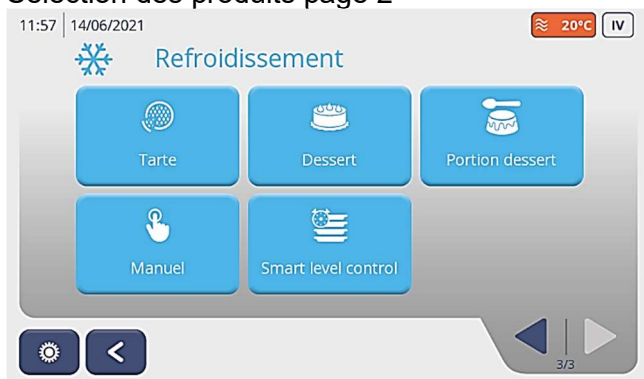 Sélection des produits page 2
11:57 14/06/2021 20°C IV
Refroidissement
Tarte Dessert Portion dessert
Manuel Smart level control
3/3